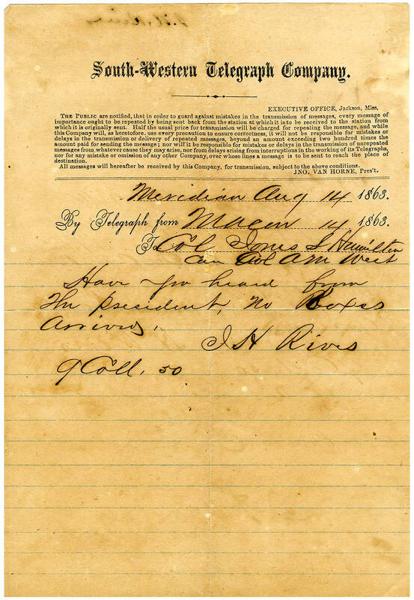 South-Western Telegraph Company.
EXECUTIVE OFFICE, Jackson, Miss.
THE PUBLIC are notified, that in order to guard against mistakes in the transmission of messages, every message of
importance ought to be repeated by being sent back from the station at which it is to be received to the station from
which it is originally sent. Half the usual price for transmission will be charged for repeating the message, and while
this Company will, as heretofore, use every precaution to ensure correctness, it will not be responsible for mistakes or
delays in the transmission or delivery of repeated messages, beyond an amount exceeding two hundred times the
amount paid for sending the message; nor will it be responsible for mistakes or delays in the transmission of unrepeated
messages from whatever cause they may arise, nor from delays arising from interruptions in the working of its Telegraphs,
nor for any mistake or omission of any other Company, over whose lines a message is to be sent to reach the place of
destination.
All messages will hereafter be received by this Company, for transmission, subject to the above conditions.
JNO. VAN HORNE, Pres't.
Meridian Aug 14 1863.
By Telegraph from Macon 14 1863.
To Col Jones S Hamilton
Care A M West
Have you heard from
the president, no Boxes
arrived,
J H Rives
9 Coll. 50